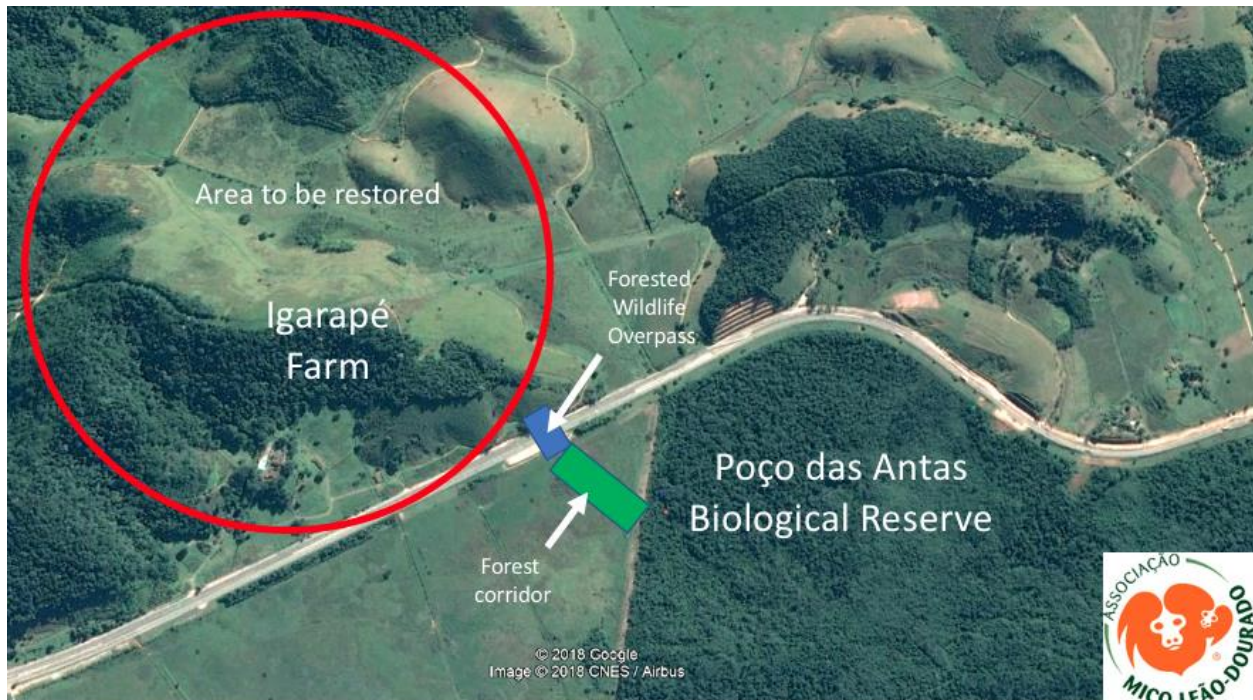 Area to be restored
Igarapé
Farm
Forested
Wildlife
Overpass
Poço das Antas
Biological Reserve
Forest
corridor
© 2018 Google
Image © 2018 CNES / Airbus
ASSOCIAÇÃO
MICO-LEÃO-DOURADO